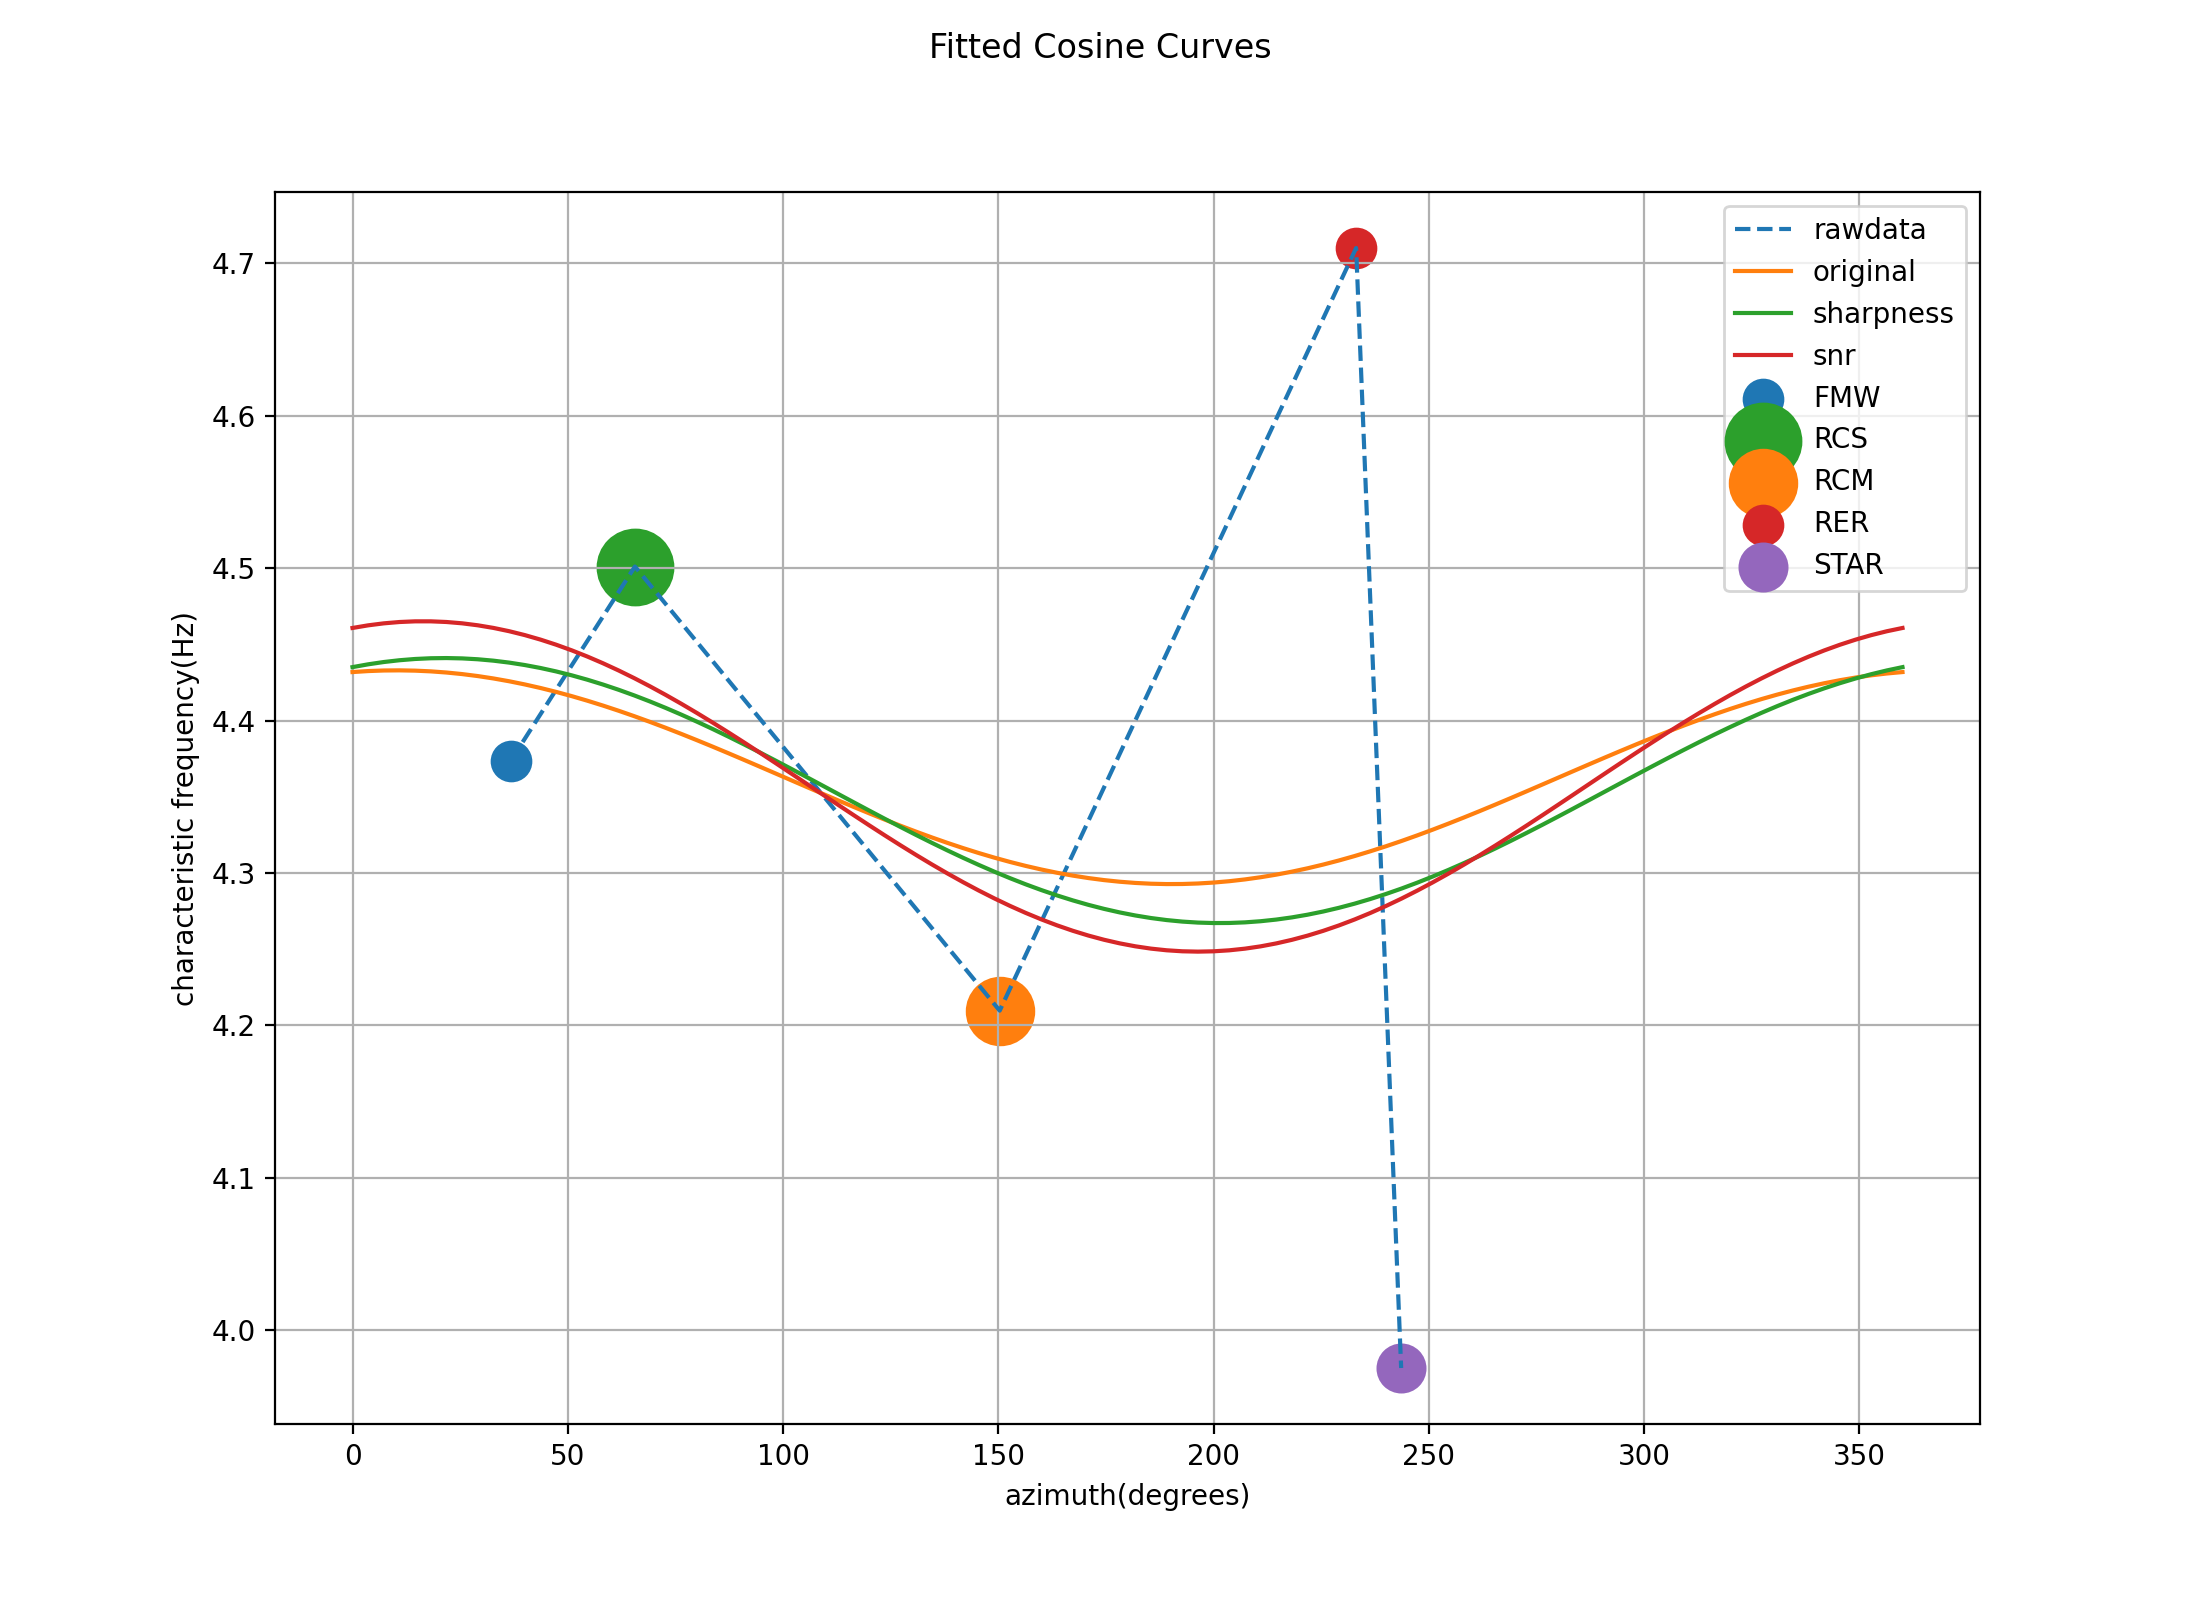 Fitted Cosine Curves
rawdata
original
sharpness
snr
FMW
RCS
RCM
RER
STAR
4.7
4.6
4.5
4.4
4.3
4.2
4.1
4.0
characteristic frequency(Hz)
0 50 100 150 200 250 300 350
azimuth(degrees)